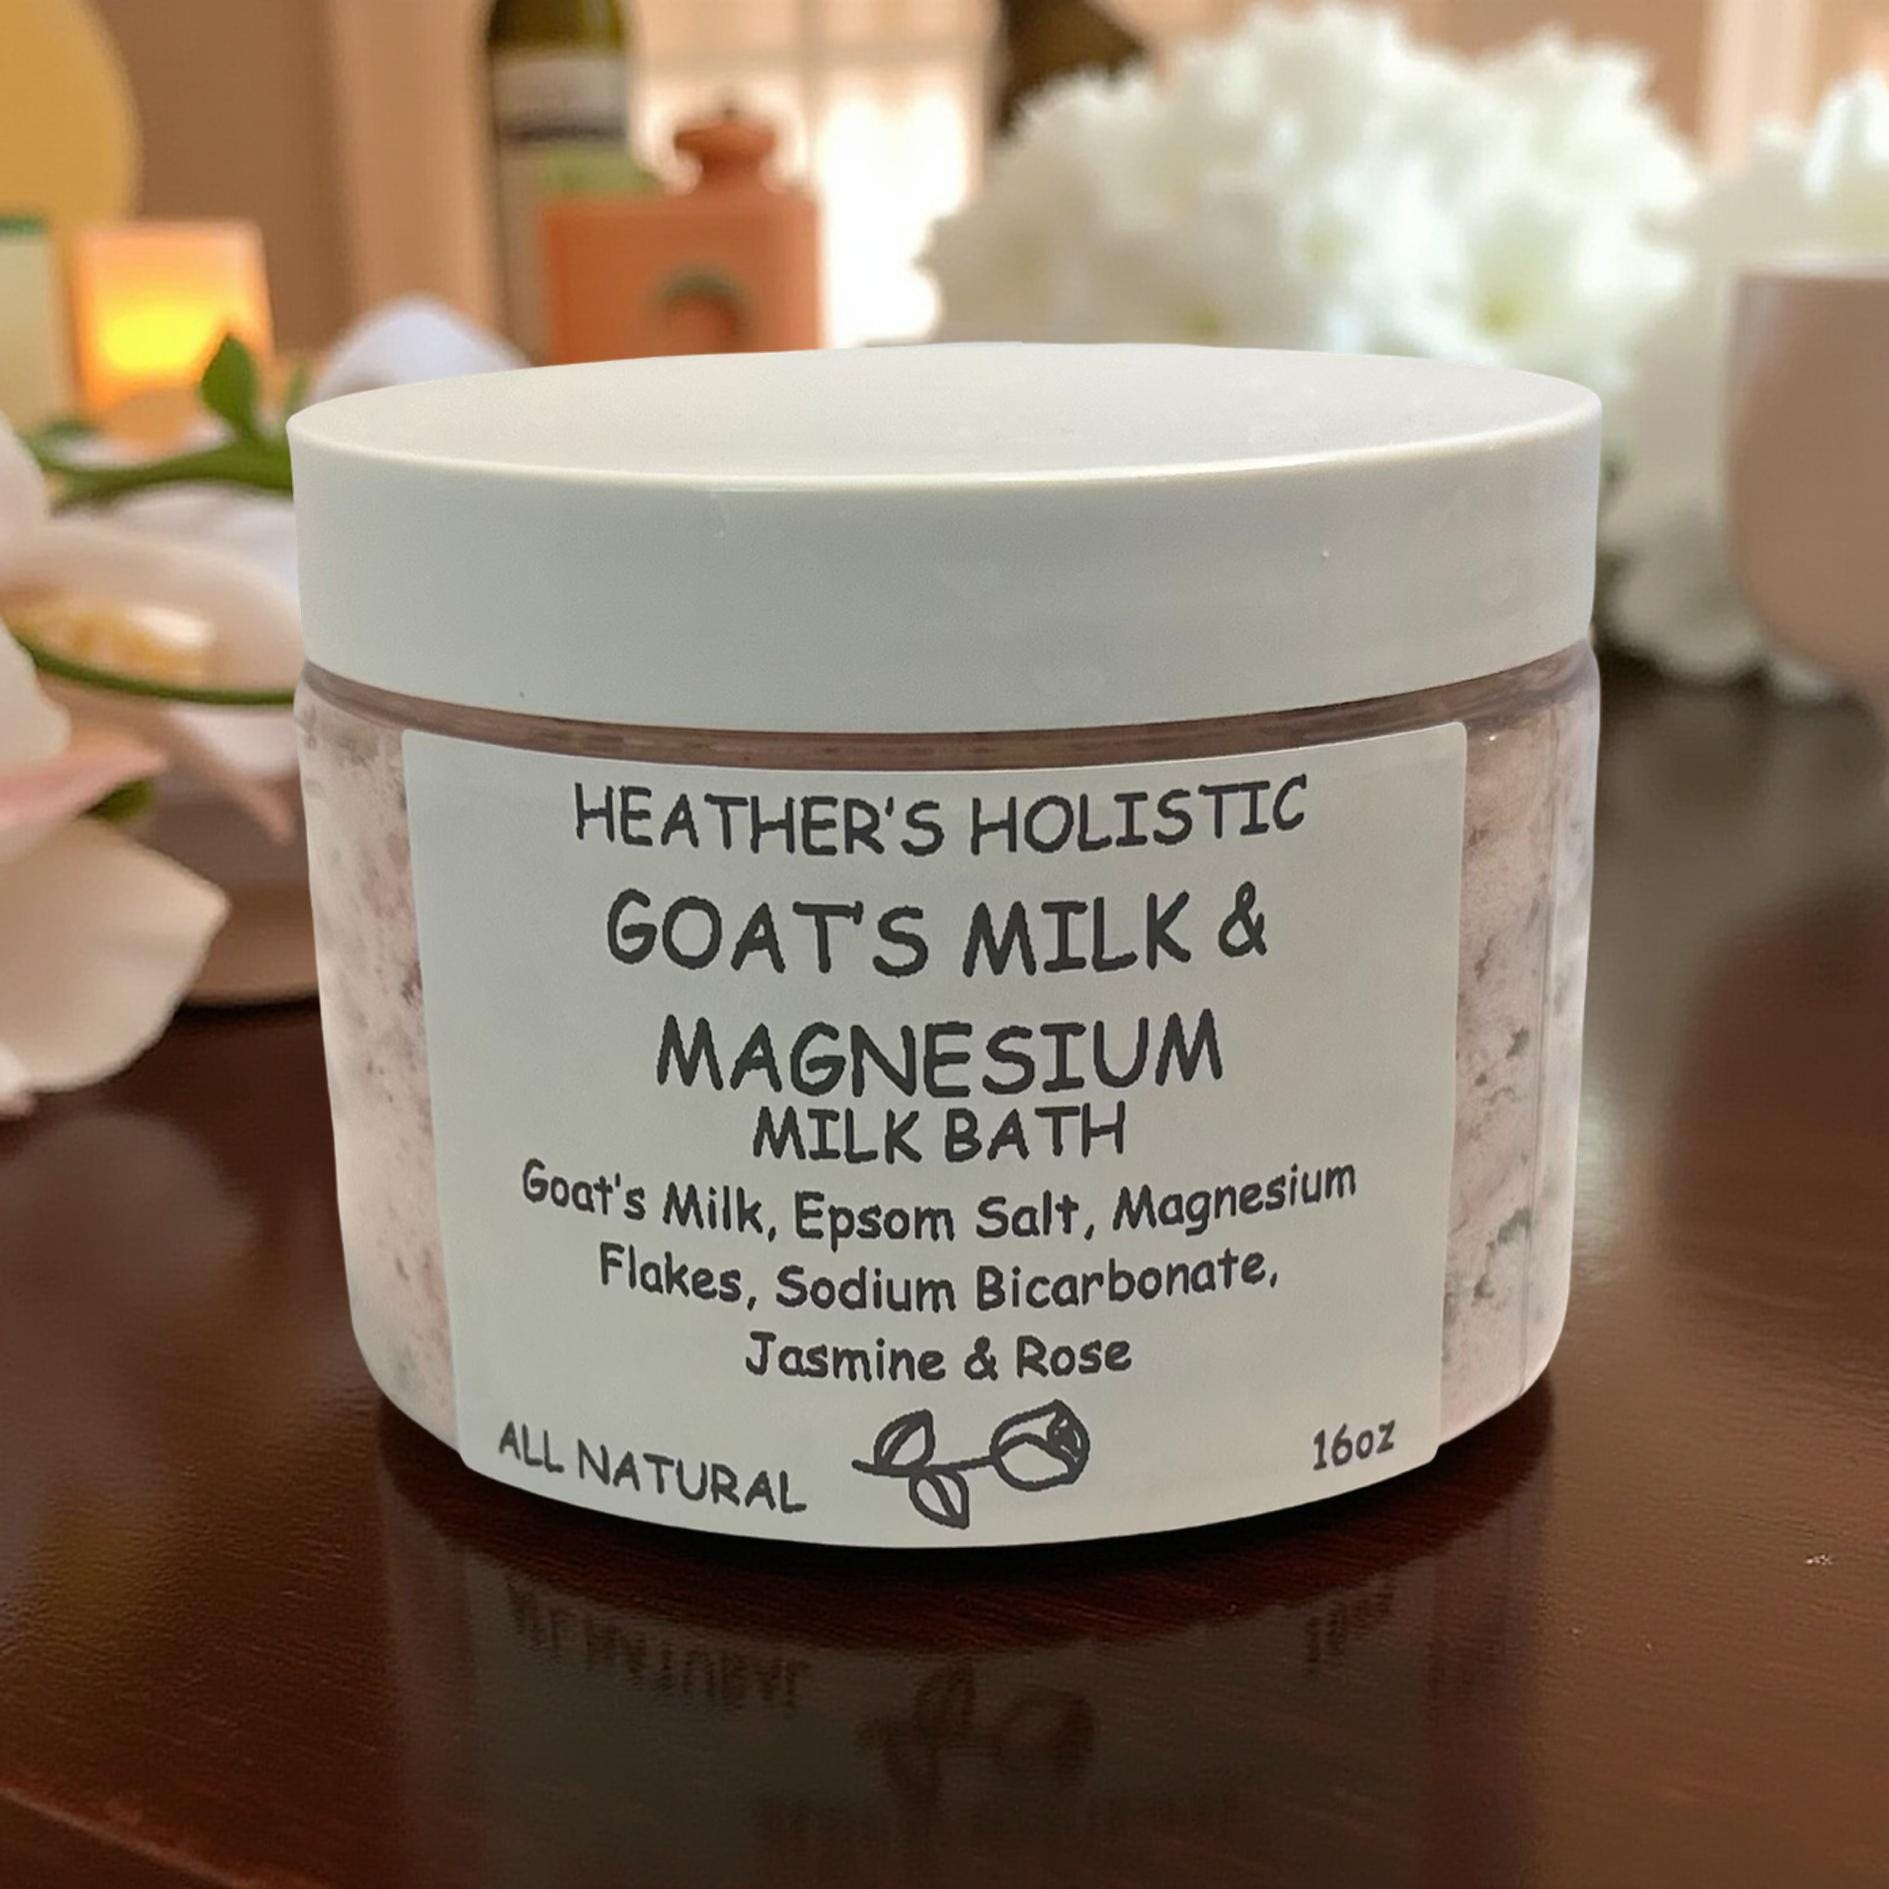 HEATHER'S HOLISTIC
GOAT'S MILK &
MAGNESIUM
MILK BATH
Goat's Milk, Epsom Salt, Magnesium
Flakes, Sodium Bicarbonate,
Jasmine & Rose
ALL NATURAL
16oz